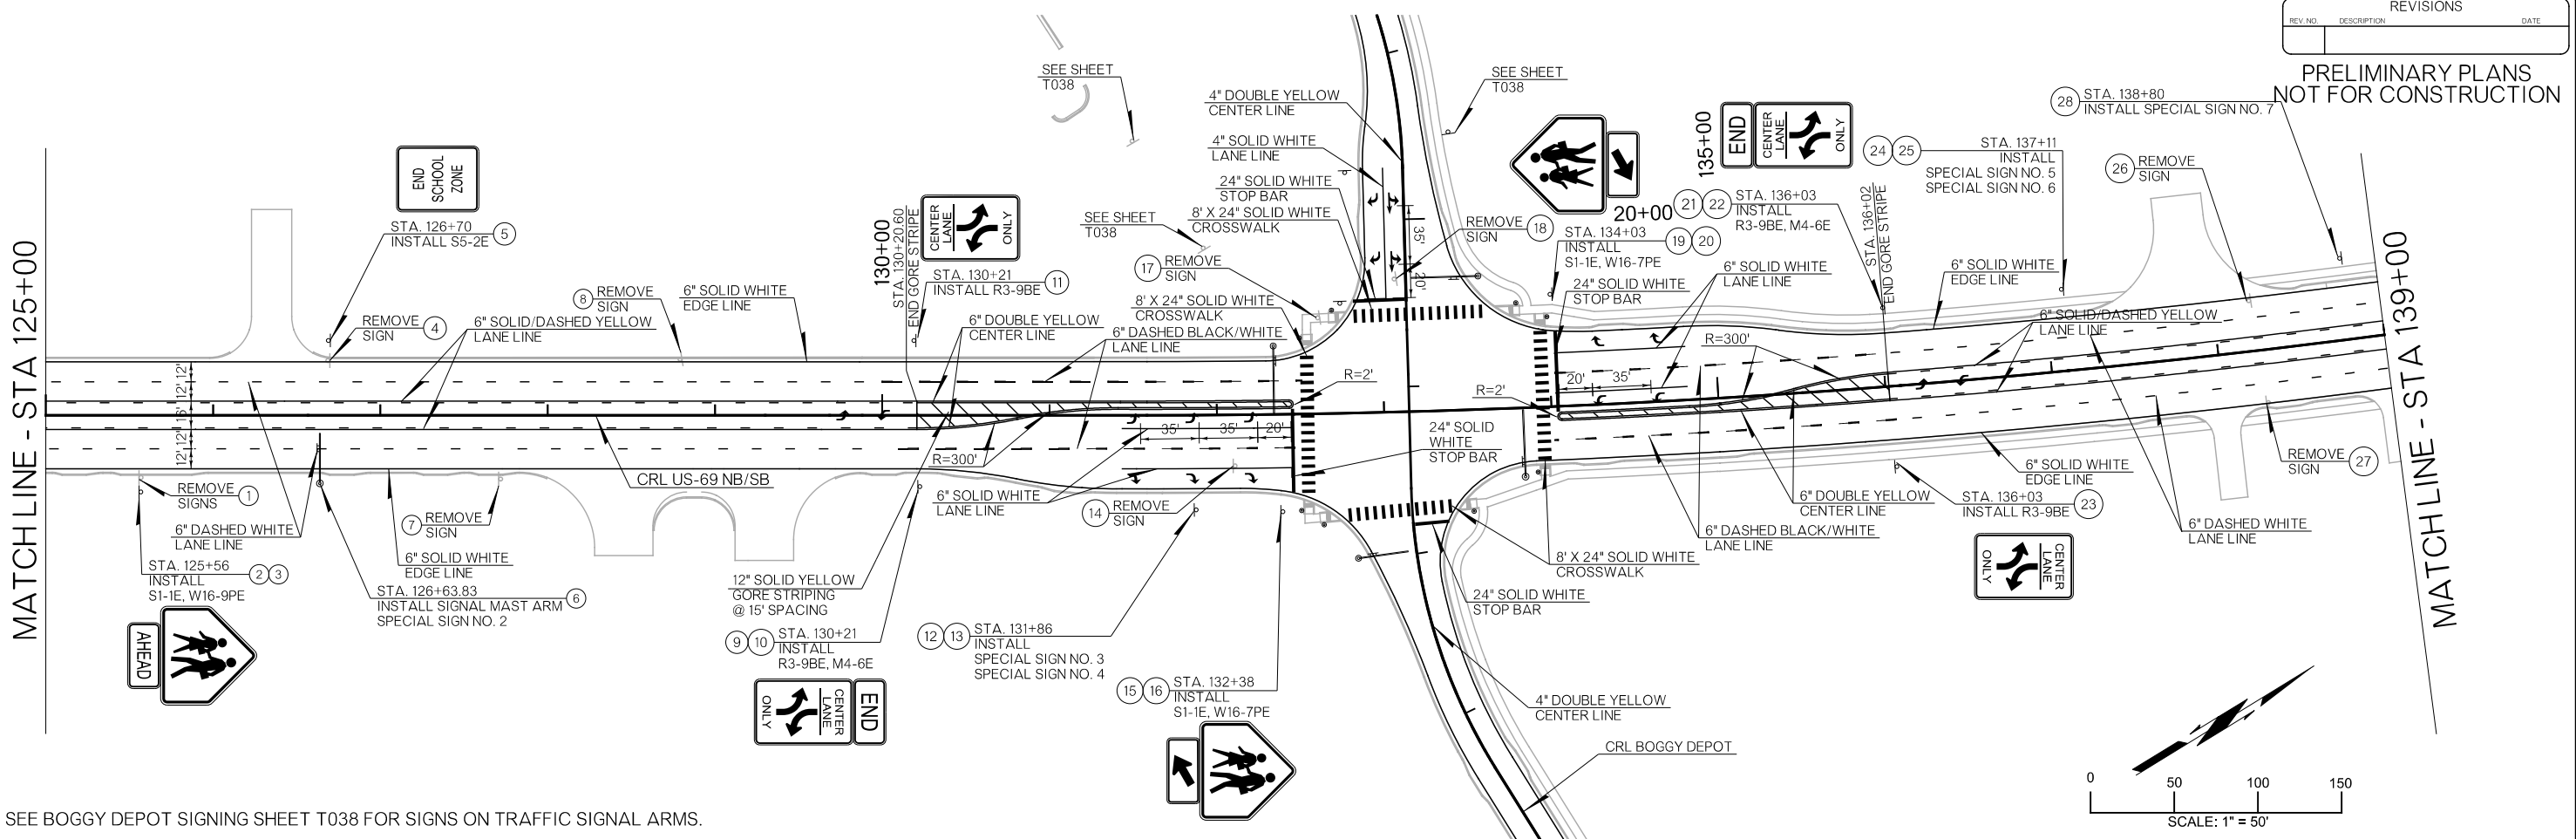 REVISIONS
REV. NO. DESCRIPTION DATE
PRELIMINARY PLANS
NOT FOR CONSTRUCTION
MATCH LINE - STA 125+00
END
SCHOOL
ZONE
STA. 126+70
INSTALL S5-2E
5
REMOVE
SIGN
4
8
REMOVE
SIGN
6" SOLID WHITE
EDGE LINE
6" SOLID/DASHED YELLOW
LANE LINE
12'
12'
16'
12'
12'
REMOVE
SIGNS
1
6" DASHED WHITE
LANE LINE
STA. 125+56
INSTALL
S1-1E, W16-9PE
2
3
AHEAD
7
REMOVE
SIGN
6" SOLID WHITE
EDGE LINE
STA. 126+63.83
INSTALL SIGNAL MAST ARM
SPECIAL SIGN NO. 2
6
CRL US-69 NB/SB
130+00
STA. 130+20.60
END GORE STRIPE
CENTER
LANE
ONLY
STA. 130+21
INSTALL R3-9BE
11
6" DOUBLE YELLOW
CENTER LINE
6" DASHED BLACK/WHITE
LANE LINE
R=300'
35'
35'
20'
6" SOLID WHITE
LANE LINE
12" SOLID YELLOW
GORE STRIPING
@ 15' SPACING
9
10
STA. 130+21
INSTALL
R3-9BE, M4-6E
CENTER
LANE
ONLY
END
14
REMOVE
SIGN
12
13
STA. 131+86
INSTALL
SPECIAL SIGN NO. 3
SPECIAL SIGN NO. 4
15
16
STA. 132+38
INSTALL
S1-1E, W16-7PE
SEE SHEET
T038
SEE SHEET
T038
17
REMOVE
SIGN
4" DOUBLE YELLOW
CENTER LINE
4" SOLID WHITE
LANE LINE
24" SOLID WHITE
STOP BAR
8' X 24" SOLID WHITE
CROSSWALK
8' X 24" SOLID WHITE
CROSSWALK
35'
20'
R=2'
SEE SHEET
T038
REMOVE
SIGN
18
20+00
STA. 134+03
INSTALL
S1-1E, W16-7PE
19
20
24" SOLID WHITE
STOP BAR
6" SOLID WHITE
LANE LINE
135+00
END
CENTER
LANE
ONLY
21
22
STA. 136+03
INSTALL
R3-9BE, M4-6E
STA. 136+02
END GORE STRIPE
24
25
STA. 137+11
INSTALL
SPECIAL SIGN NO. 5
SPECIAL SIGN NO. 6
28
STA. 138+80
INSTALL SPECIAL SIGN NO. 7
26
REMOVE
SIGN
6" SOLID WHITE
EDGE LINE
6" SOLID/DASHED YELLOW
LANE LINE
R=300'
20'
35'
R=2'
24" SOLID
WHITE
STOP BAR
6" DOUBLE YELLOW
CENTER LINE
6" DASHED BLACK/WHITE
LANE LINE
8' X 24" SOLID WHITE
CROSSWALK
24" SOLID WHITE
STOP BAR
4" DOUBLE YELLOW
CENTER LINE
CRL BOGGY DEPOT
6" SOLID WHITE
EDGE LINE
STA. 136+03
INSTALL R3-9BE
23
CENTER
LANE
ONLY
6" DASHED WHITE
LANE LINE
REMOVE
SIGN
27
MATCH LINE - STA 139+00
0 50 100 150
SCALE: 1" = 50'
SEE BOGGY DEPOT SIGNING SHEET T038 FOR SIGNS ON TRAFFIC SIGNAL ARMS.